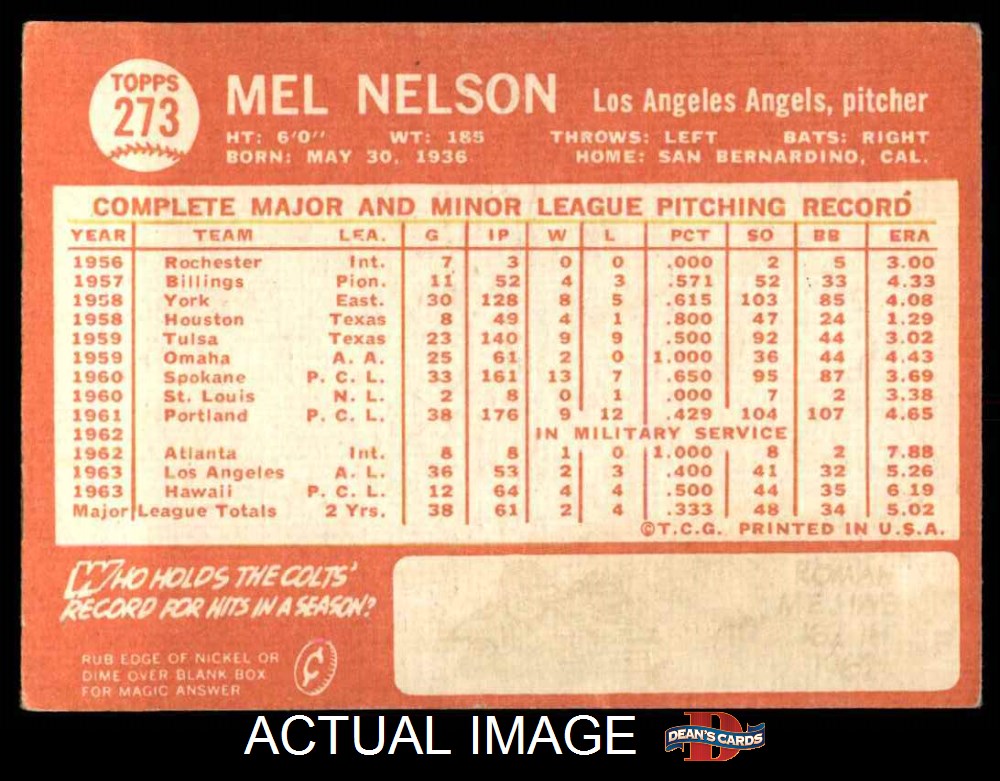 TOPPS
273
MEL NELSON Los Angeles Angels, pitcher
HT: 6'0" WT: 185 THROWS: LEFT BATS: RIGHT
BORN: MAY 30, 1936 HOME: SAN BERNARDINO, CAL.
COMPLETE MAJOR AND MINOR LEAGUE PITCHING RECORD
YEAR TEAM LEA. G IP W L PCT SO BB ERA
1956 Rochester Int. 7 3 0 0 .000 2 5 3.00
1957 Billings Pion. 11 52 4 3 .571 52 33 4.33
1958 York East. 30 128 8 5 .615 103 85 4.08
1958 Houston Texas 8 49 4 1 .800 47 24 1.29
1959 Tulsa Texas 23 140 9 9 .500 92 44 3.02
1959 Omaha A. A. 25 61 2 0 1.000 36 44 4.43
1960 Spokane P. C. L. 33 161 13 7 .650 95 87 3.69
1960 St. Louis N. L. 2 8 0 1 .000 7 2 3.38
1961 Portland P. C. L. 38 176 9 12 .429 104 107 4.65
1962 IN MILITARY SERVICE
1962 Atlanta Int. 8 8 1 0 1.000 8 2 7.88
1963 Los Angeles A. L. 36 53 2 3 .400 41 32 5.26
1963 Hawaii P. C. L. 12 64 4 4 .500 44 35 6.19
Major League Totals 2 Yrs. 38 61 2 4 .333 48 34 5.02
©T.C.G. PRINTED IN U.S.A.
WHO HOLDS THE COLTS'
RECORD FOR HITS IN A SEASON?
RUB EDGE OF NICKEL OR
DIME OVER BLANK BOX
FOR MAGIC ANSWER
ROMAN
ACTUAL IMAGE DEAN'S CARDS